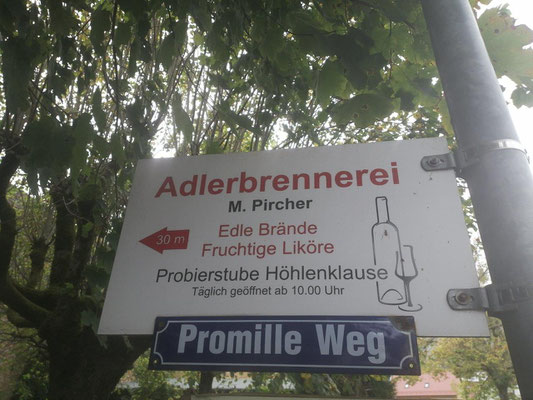 Adlerbrennerei
M. Pircher
30 m
Edle Brände
Fruchtige Liköre
Probierstube Höhlenklause
Täglich geöffnet ab 10.00 Uhr
Promille Weg